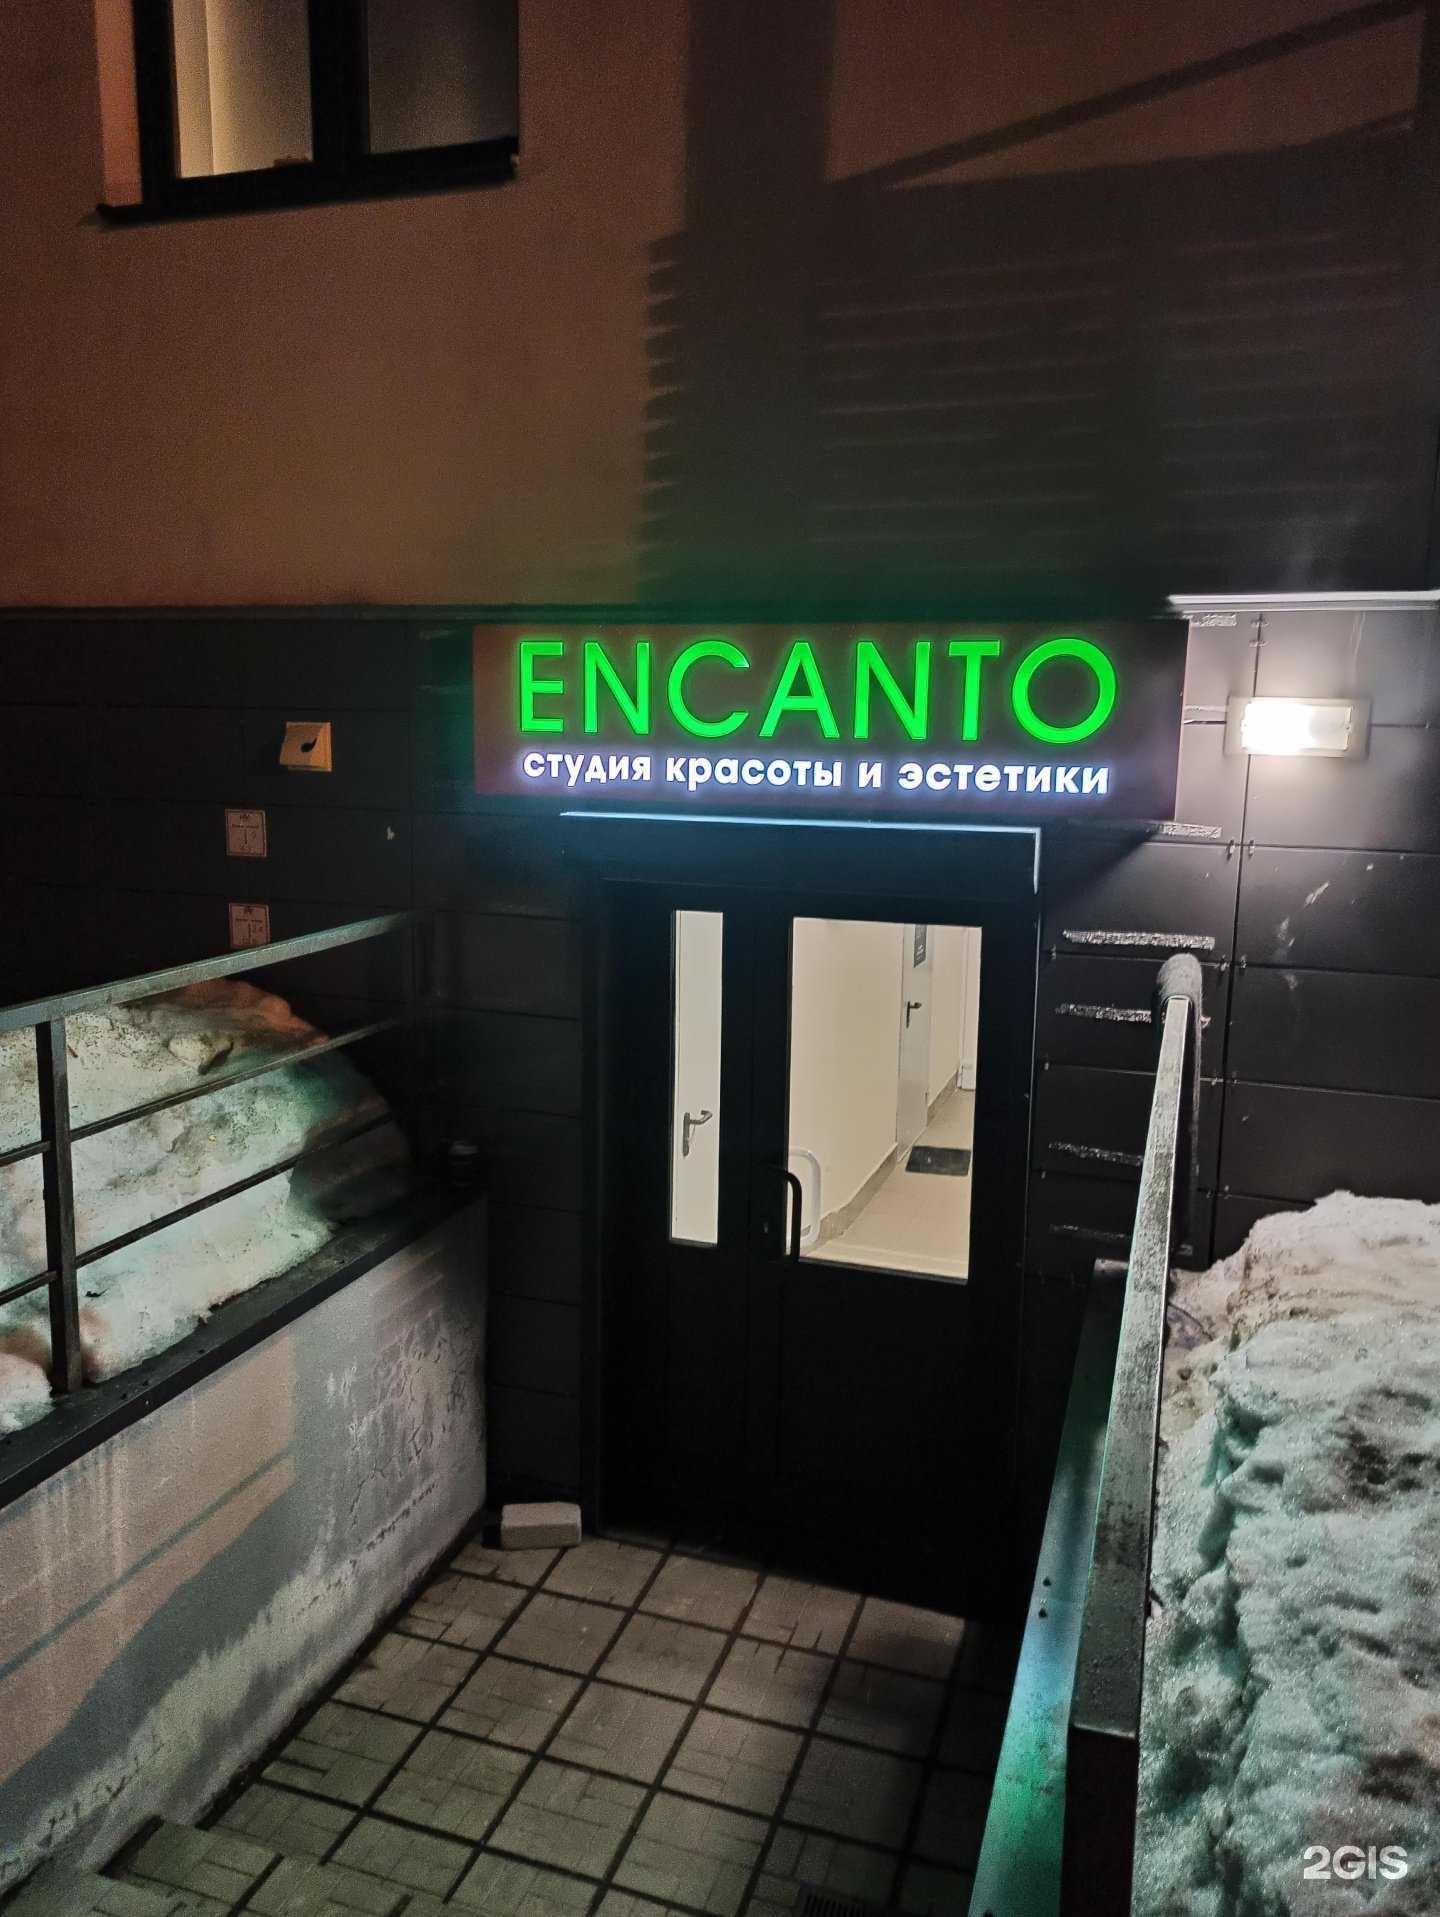 ENCANTO
студия красоты и эстетики
2GIS